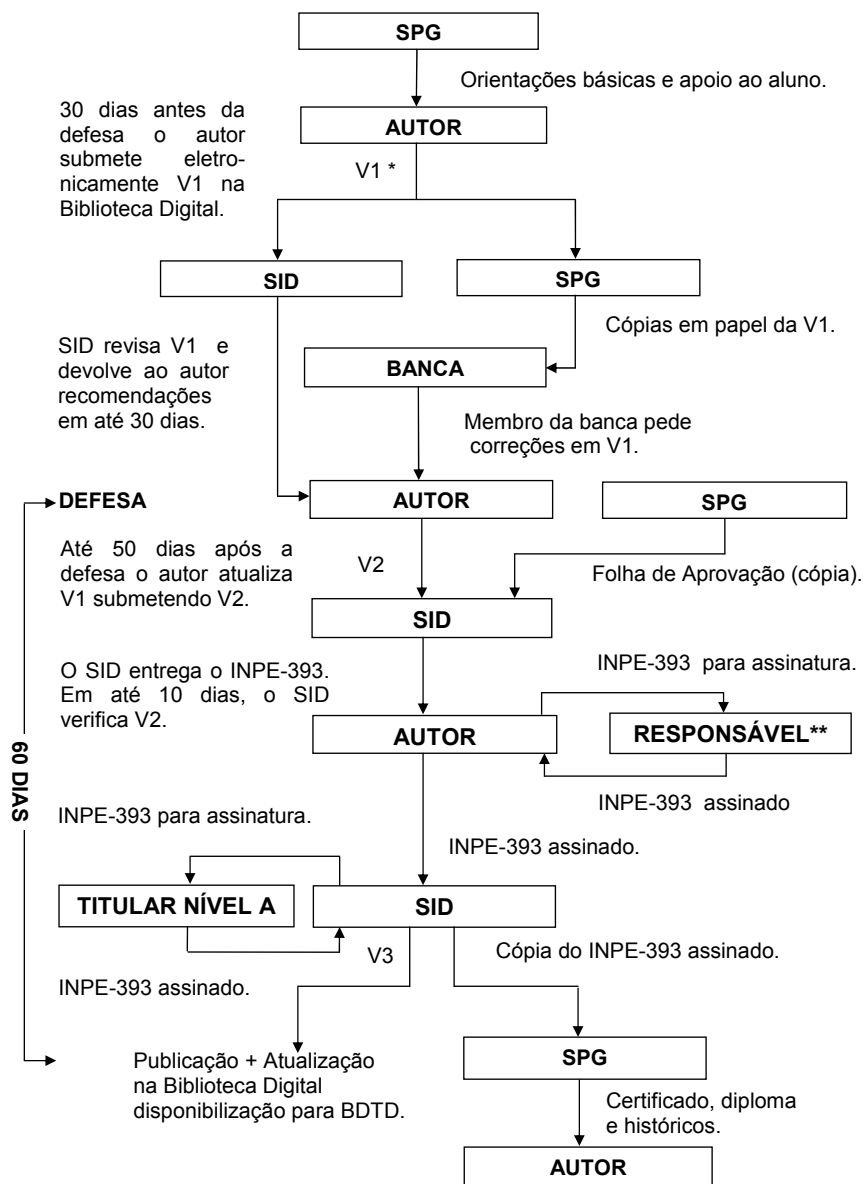 SPG
Orientações básicas e apoio ao aluno.
30 dias antes da
defesa o autor
submete eletro-
nicamente V1 na
Biblioteca Digital.
AUTOR
V1 *
SID
SPG
Cópias em papel da V1.
SID revisa V1 e
devolve ao autor
recomendações
em até 30 dias.
BANCA
Membro da banca pede
correções em V1.
DEFESA
AUTOR
SPG
Até 50 dias após a
defesa o autor atualiza
V1 submetendo V2.
V2
Folha de Aprovação (cópia).
SID
O SID entrega o INPE-393.
Em até 10 dias, o SID
verifica V2.
INPE-393 para assinatura.
AUTOR
RESPONSÁVEL**
60 DIAS
INPE-393 assinado
INPE-393 para assinatura.
INPE-393 assinado.
TITULAR NÍVEL A
SID
V3
Cópia do INPE-393 assinado.
INPE-393 assinado.
Publicação + Atualização
na Biblioteca Digital
disponibilização para BDTD.
SPG
Certificado, diploma
e históricos.
AUTOR